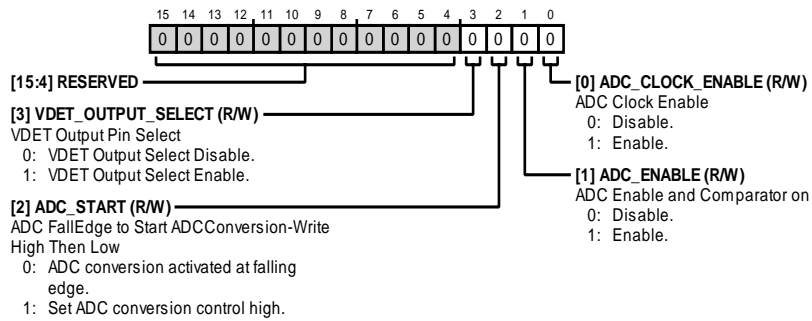 15 14 13 12 11 10 9 8 7 6 5 4 3 2 1 0
0 0 0 0 0 0 0 0 0 0 0 0 0 0 0 0
[15:4] RESERVED
[3] VDET_OUTPUT_SELECT (R/W)
VDET Output Pin Select
0: VDET Output Select Disable.
1: VDET Output Select Enable.
[2] ADC_START (R/W)
ADC FallEdge to Start ADCConversion-Write
High Then Low
0: ADC conversion activated at falling
edge.
1: Set ADC conversion control high.
[0] ADC_CLOCK_ENABLE (R/W)
ADC Clock Enable
0: Disable.
1: Enable.
[1] ADC_ENABLE (R/W)
ADC Enable and Comparator on
0: Disable.
1: Enable.